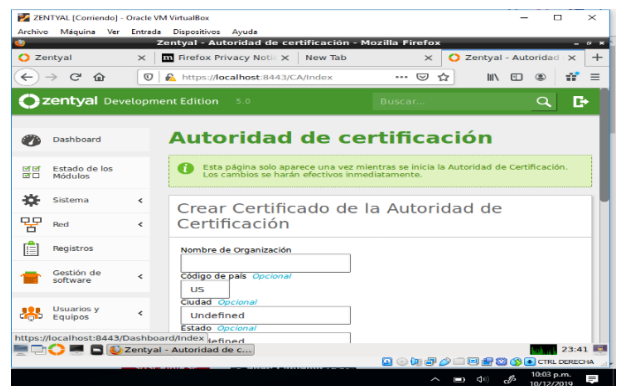 ZENTYAL [Corriendo] - Oracle VM VirtualBox
Archivo Máquina Ver Entrada Dispositivos Ayuda
Zentyal - Autoridad de certificación - Mozilla Firefox
Zentyal
Firefox Privacy Notic
New Tab
Zentyal - Autoridad
https://localhost:8443/CA/Index
zentyal Development Edition 5.0
Buscar...
Dashboard
Estado de los
Módulos
Sistema
Red
Registros
Gestión de
software
Usuarios y
Equipos
Autoridad de certificación
Esta página solo aparece una vez mientras se inicia la Autoridad de Certificación.
Los cambios se harán efectivos inmediatamente.
Crear Certificado de la Autoridad de
Certificación
Nombre de Organización
Código de país Opcional
US
Ciudad Opcional
Undefined
Estado Opcional
https://localhost:8443/Dashboard/Index
Zentyal - Autoridad de c...
23:41
CTRL DERECHA
10:03 p.m.
10/12/2019